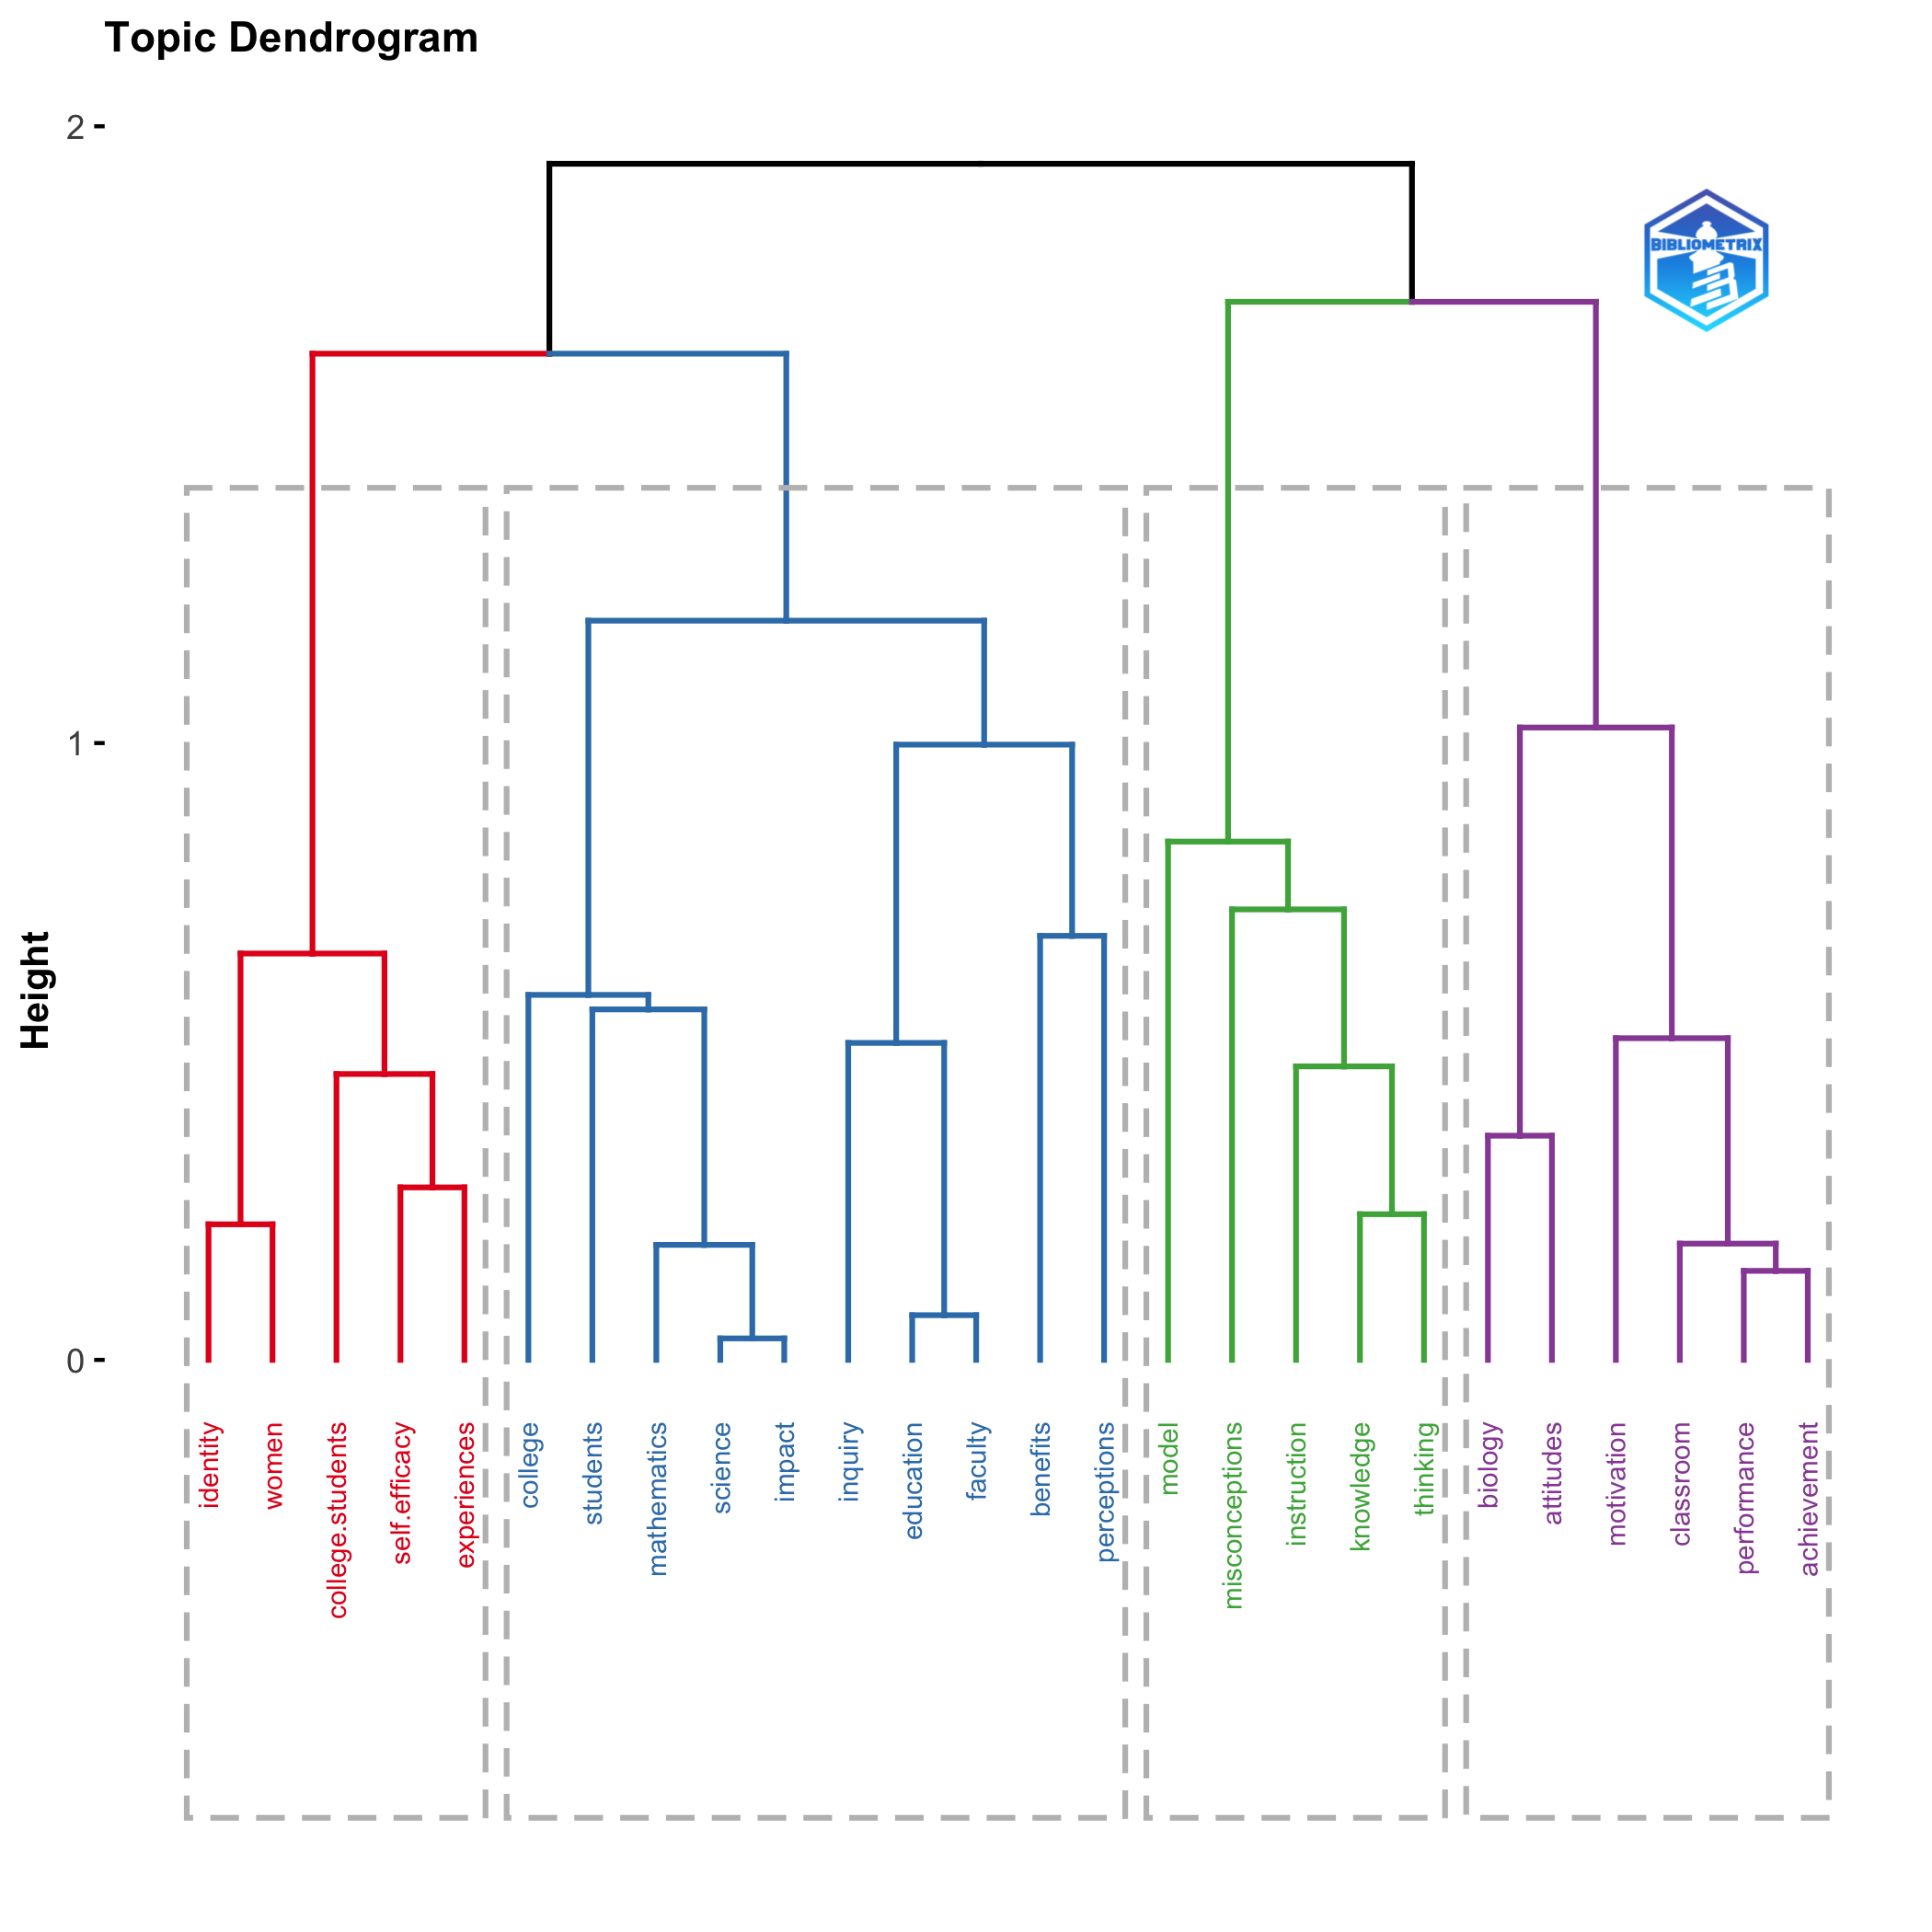 Topic Dendrogram
2
BIBLIOMETRIX
1
Height
0
identity
women
college.students
self.efficacy
experiences
college
students
mathematics
science
impact
inquiry
education
faculty
benefits
perceptions
model
misconceptions
instruction
knowledge
thinking
biology
attitudes
motivation
classroom
performance
achievement